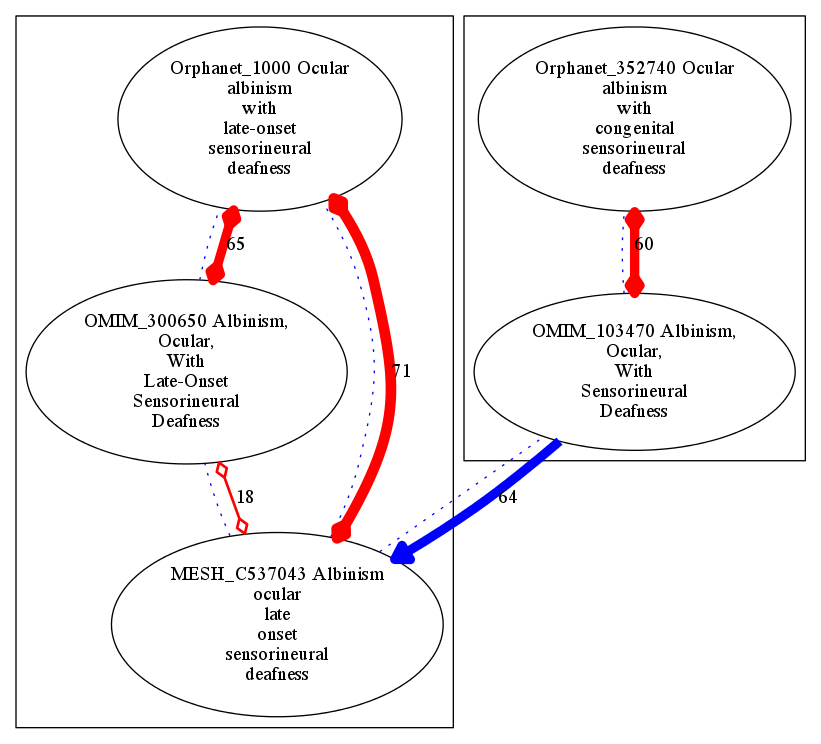 Orphanet_1000 Ocular
albinism
with
late-onset
sensorineural
deafness
Orphanet_352740 Ocular
albinism
with
congenital
sensorineural
deafness
65
60
OMIM_300650 Albinism,
Ocular,
With
Late-Onset
Sensorineural
Deafness
71
OMIM_103470 Albinism,
Ocular,
With
Sensorineural
Deafness
18
64
MESH_C537043 Albinism
ocular
late
onset
sensorineural
deafness